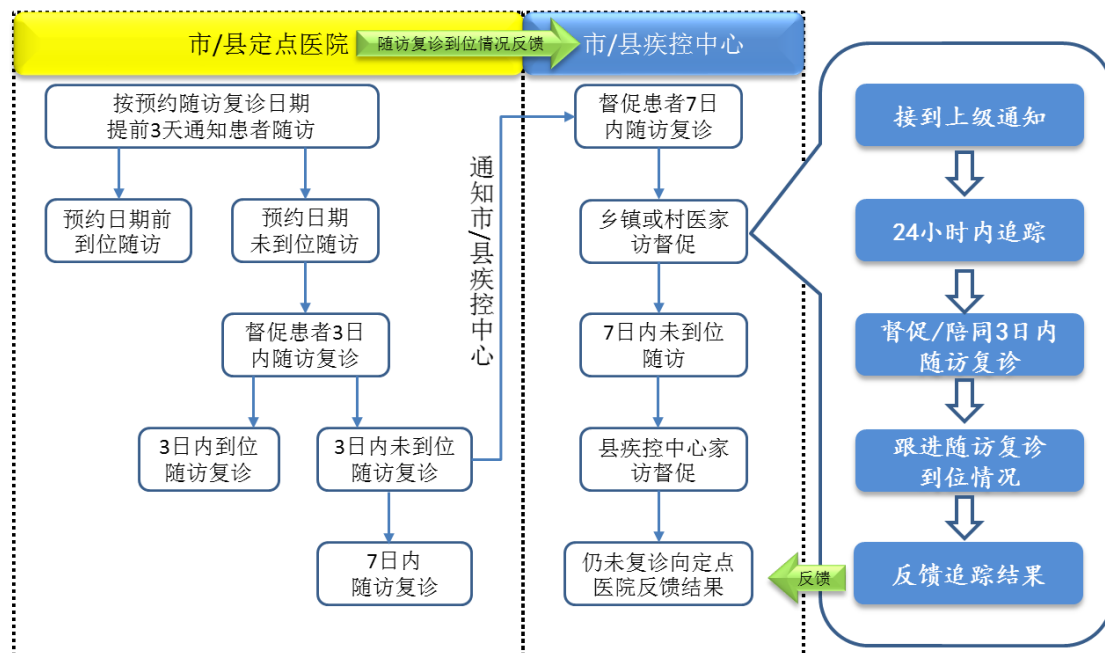 市/县定点医院
随访复诊到位情况反馈
市/县疾控中心
按预约随访复诊日期
提前3天通知患者随访
预约日期前
到位随访
预约日期
未到位随访
督促患者3日
内随访复诊
3日内到位
随访复诊
3日内未到位
随访复诊
7日内
随访复诊
通知市/县疾控中心
督促患者7日
内随访复诊
乡镇或村医家
访督促
7日内未到位
随访
县疾控中心家
访督促
仍未复诊向定点
医院反馈结果
接到上级通知
24小时内追踪
督促/陪同3日内
随访复诊
跟进随访复诊
到位情况
反馈追踪结果
反馈